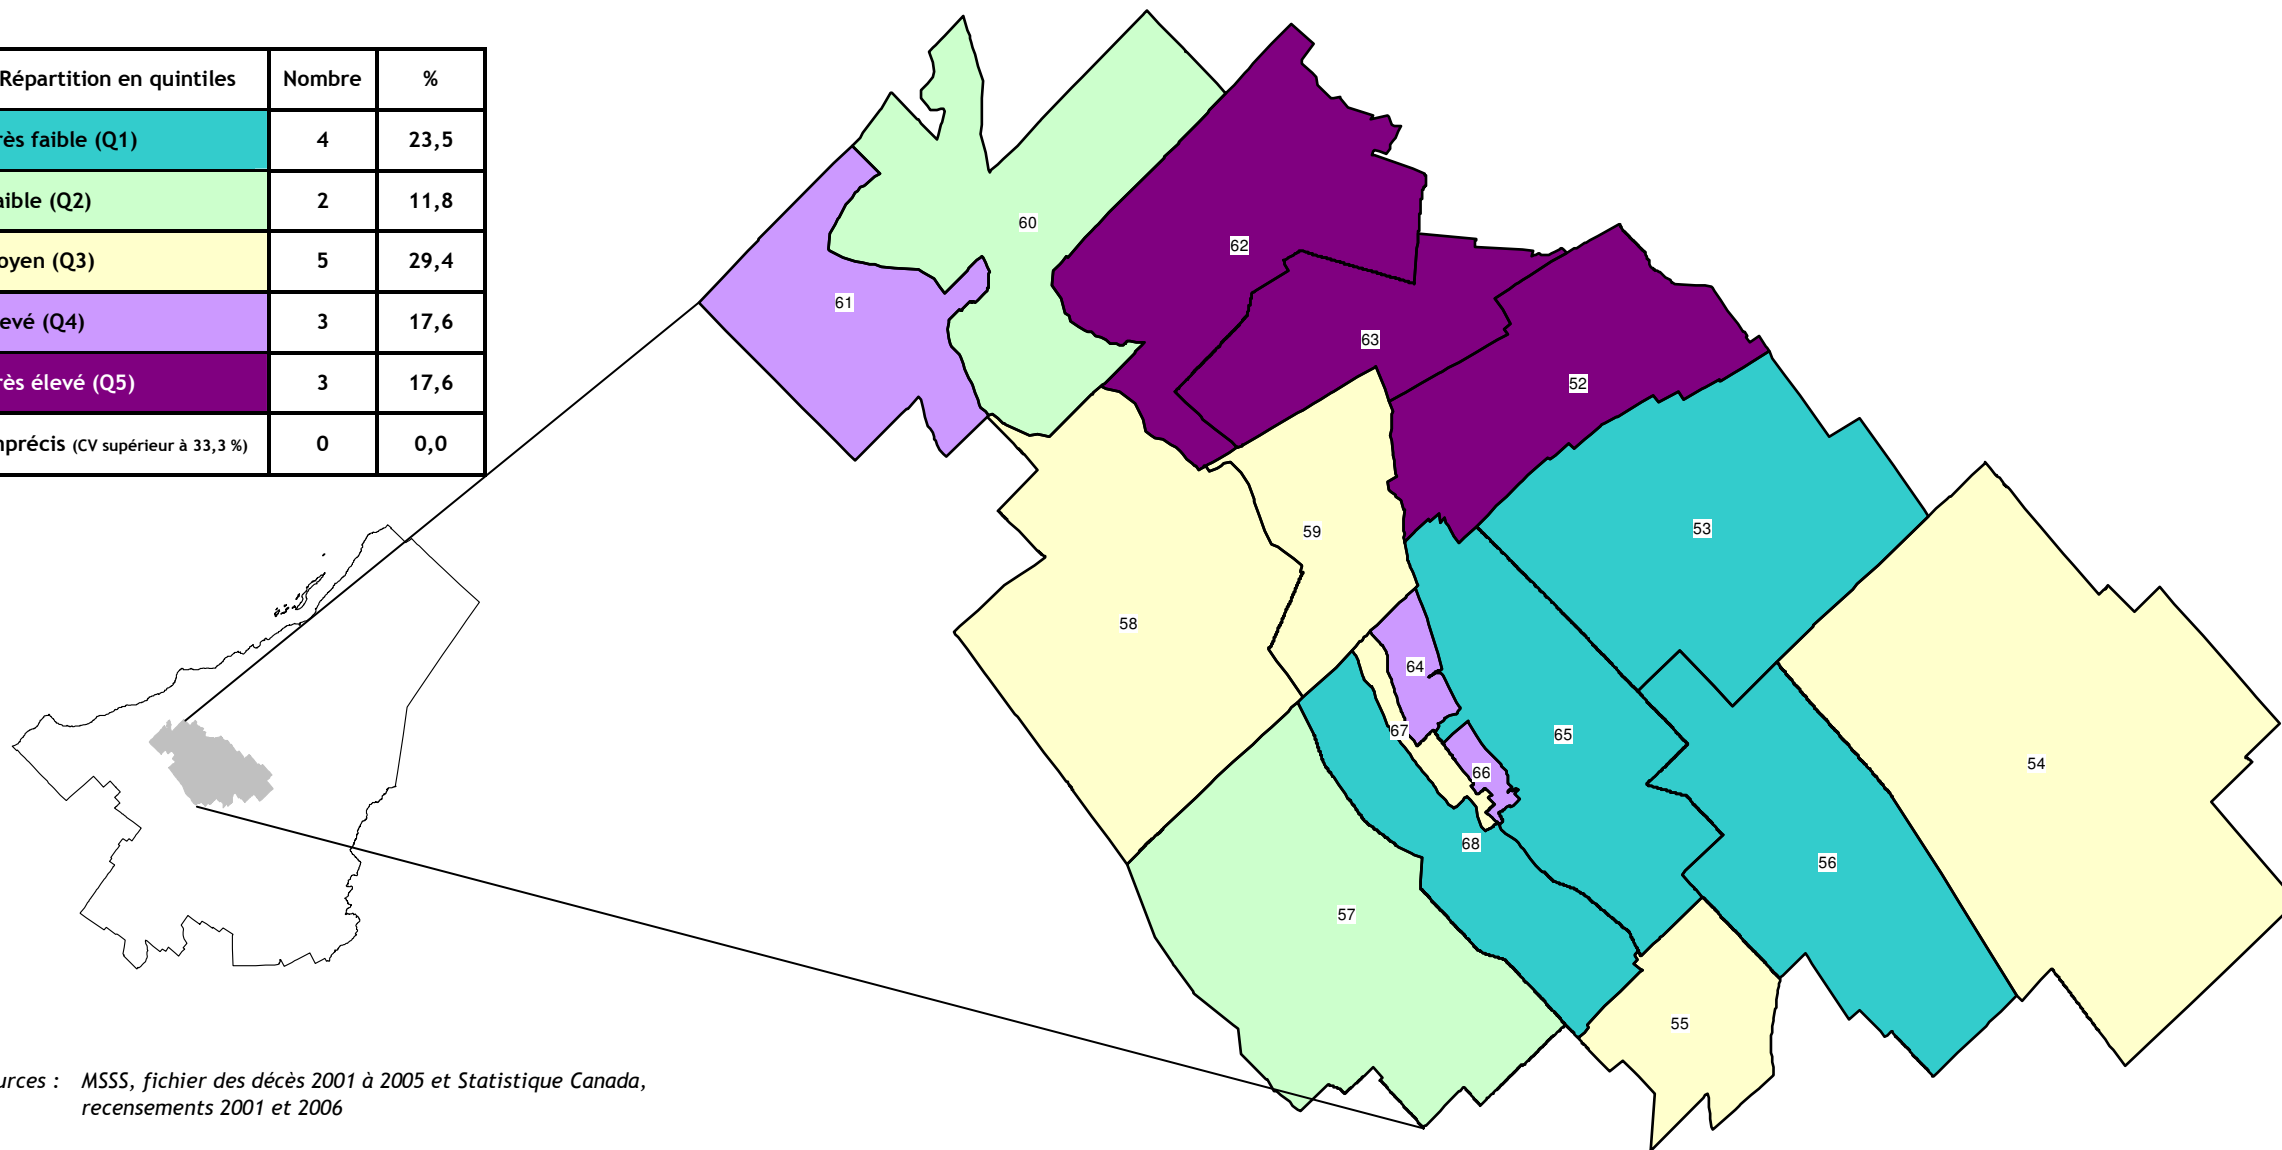 Répartition en quintiles Nombre %
rès faible (Q1) 4 23,5
aible (Q2) 2 11,8
oyen (Q3) 5 29,4
evé (Q4) 3 17,6
rès élevé (Q5) 3 17,6
nprécis (CV supérieur à 33,3 %) 0 0,0
60
62
61
63
52
53
59
58
64
67
65
54
66
68
56
57
55
urces : MSSS, fichier des décès 2001 à 2005 et Statistique Canada,
recensements 2001 et 2006